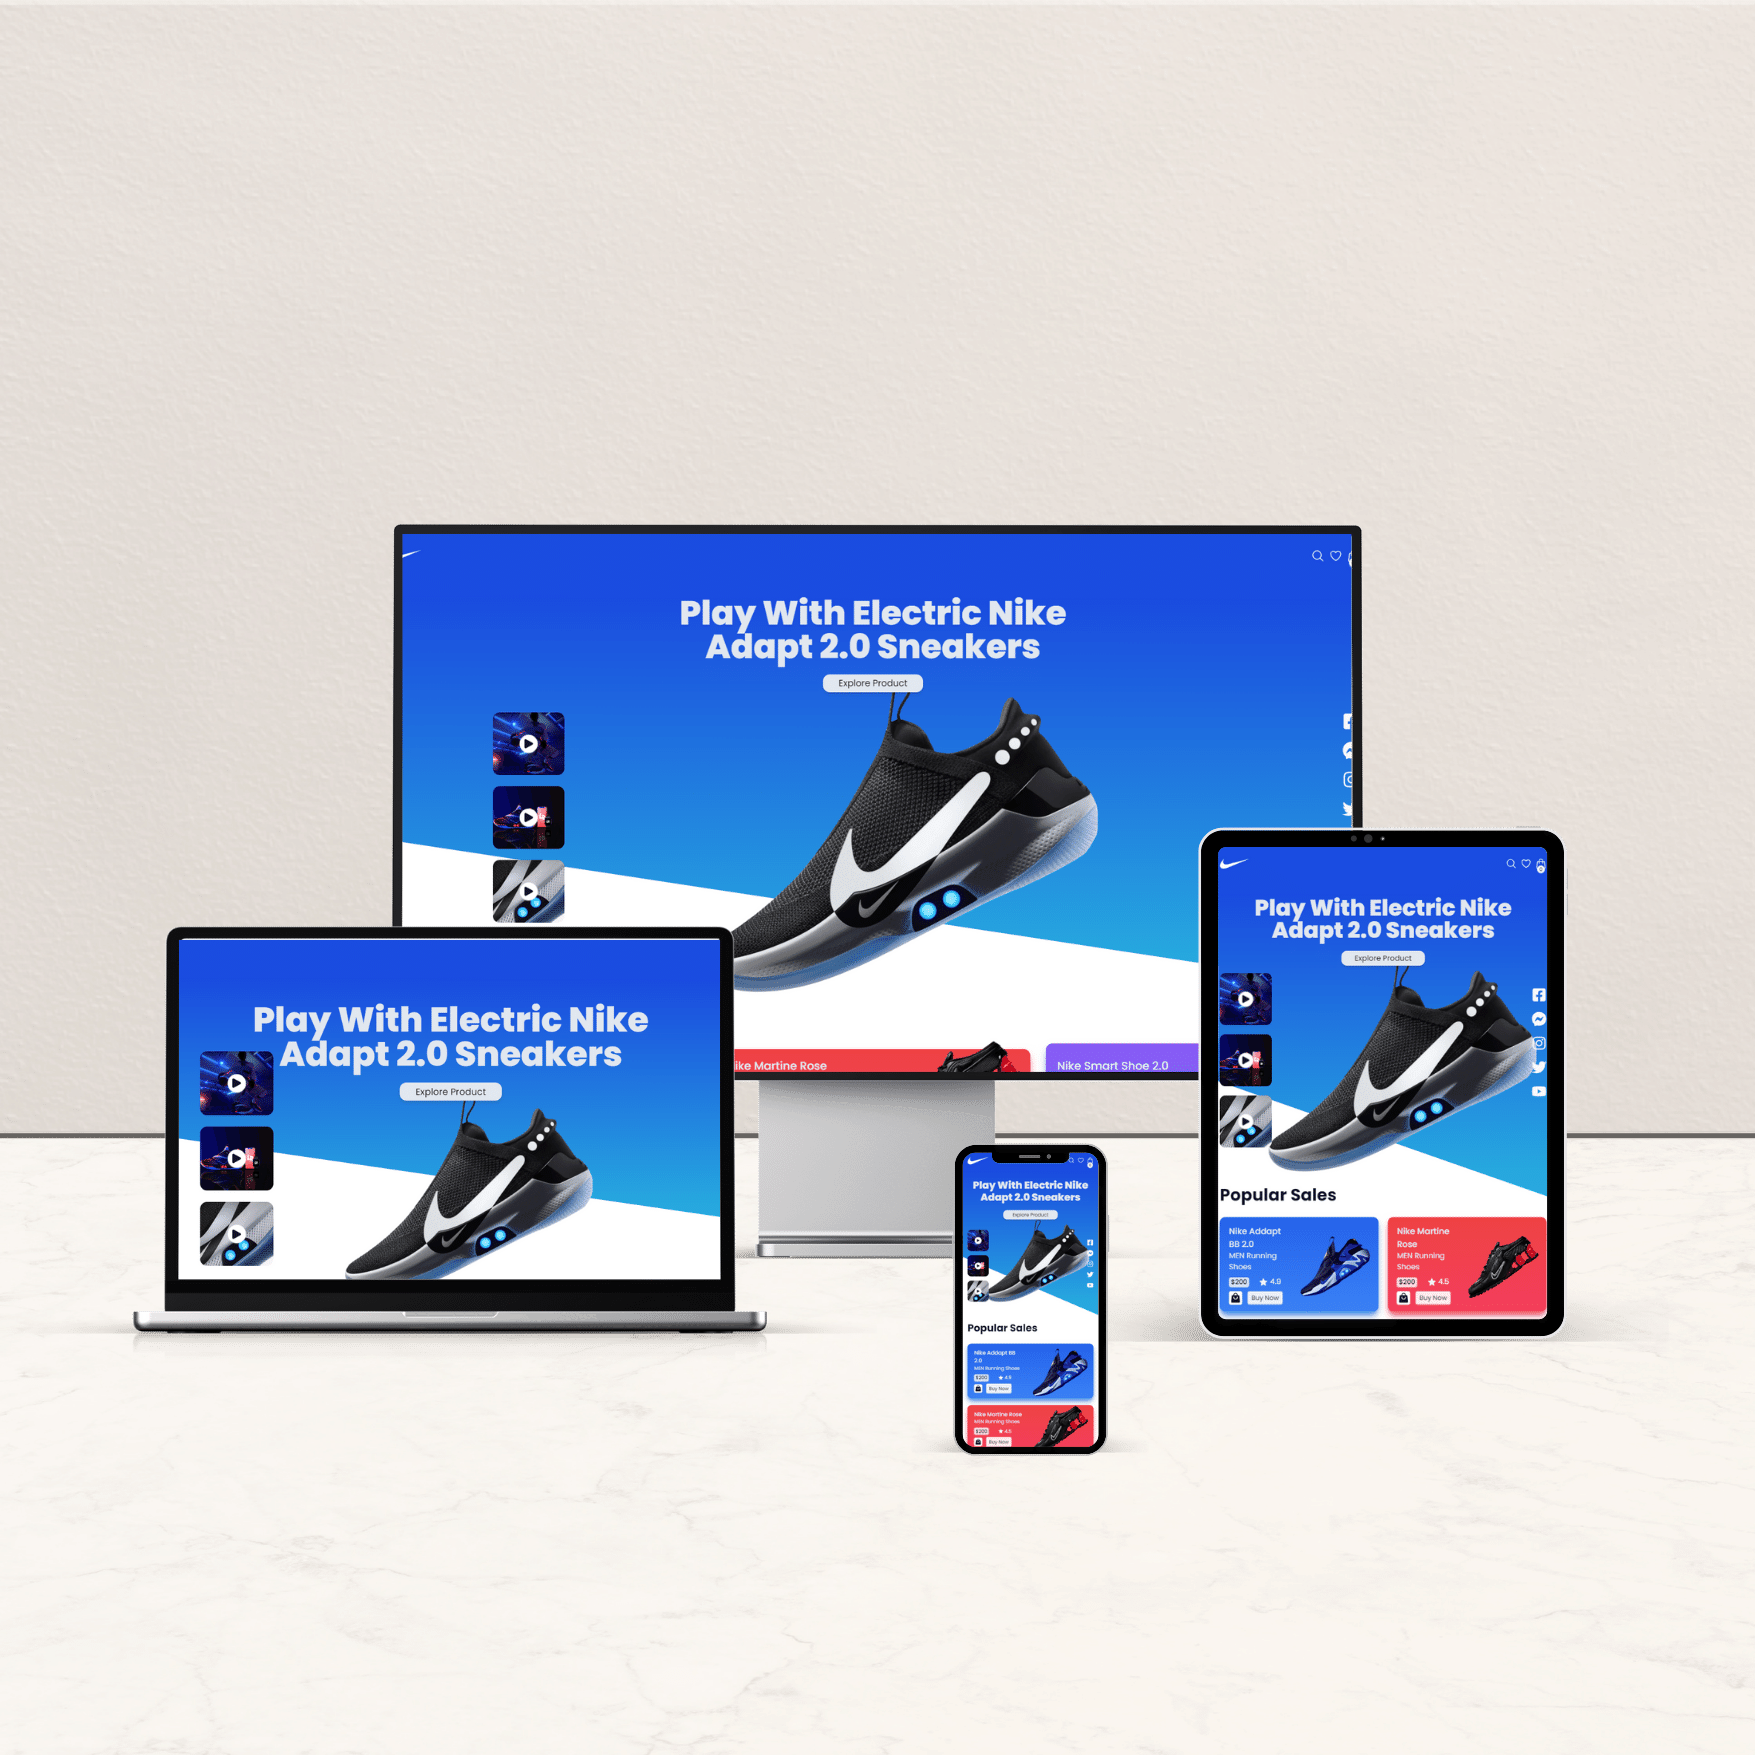 Play With Electric Nike
Adapt 2.0 Sneakers
Explore Product
ike Martine Rose
Nike Smart Shoe 2.0
Play With Electric Nike
Adapt 2.0 Sneakers
Explore Product
Play With Electric Nike
Adapt 2.0 Sneakers
Explore Product
Popular Sales
Nike Addapt BB
2.0
MEN Running Shoes
$200 4.9
Buy Now
Nike Martine Rose
MEN Running Shoes
$200 4.5
Buy Now
Play With Electric Nike
Adapt 2.0 Sneakers
Explore Product
Popular Sales
Nike Addapt
BB 2.0
MEN Running
Shoes
$200 4.9
Buy Now
Nike Martine
Rose
MEN Running
Shoes
$200 4.5
Buy Now